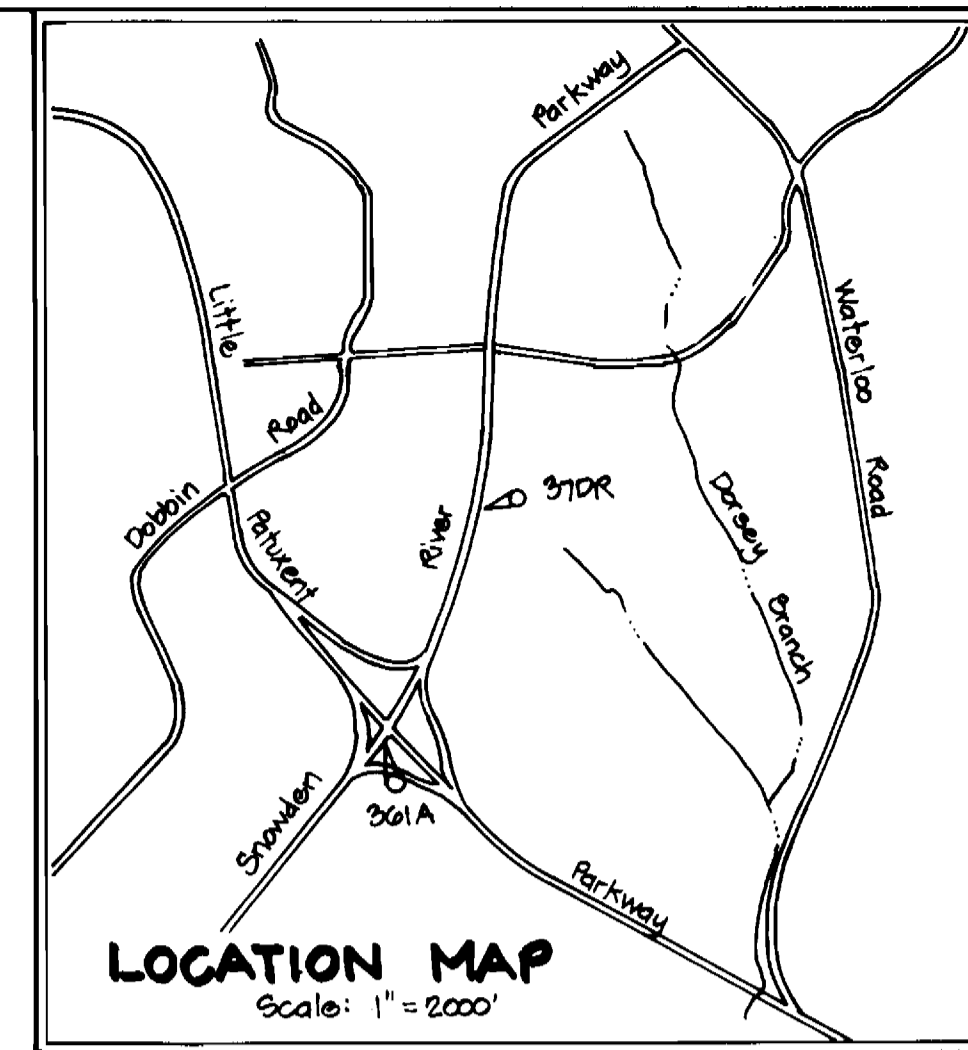 Parkway
Little
Waterloo
Road
Road
Dobbin
37DR
Dorsey
Patuxent
River
Branch
Snowden
361A
Parkway
LOCATION MAP
Scale: 1" = 2000'